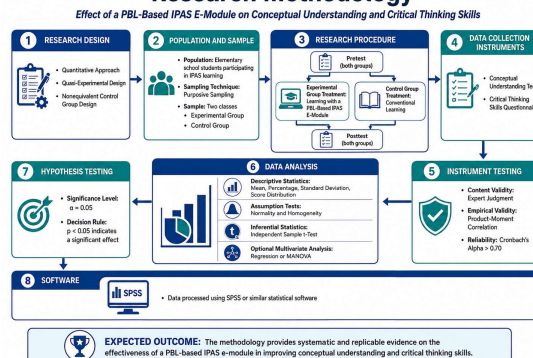 Effect of a PBL-Based IPAS E-Module on Conceptual Understanding and Critical Thinking Skills
1 RESEARCH DESIGN
• Quantitative Approach
• Quasi-Experimental Design
• Nonequivalent Control
Group Design
2 POPULATION AND SAMPLE
• Population: Elementary
school students participating
in IPAS learning
• Sampling Technique:
Purposive Sampling
• Sample: Two classes
• Experimental Group
• Control Group
3 RESEARCH PROCEDURE
Pretest
(both groups)
Experimental
Group Treatment:
Learning with a
PBL-Based IPAS
E-Module
Control Group
Treatment:
Conventional
Learning
Posttest
(both groups)
4 DATA COLLECTION
INSTRUMENTS
• Conceptual
Understanding Te
• Critical Thinking
Skills Questionnai
5 INSTRUMENT TESTING
• Content Validity:
Expert Judgment
• Empirical Validity:
Product-Moment
Correlation
• Reliability: Cronbach's
Alpha > 0.70
6 DATA ANALYSIS
Descriptive Statistics:
Mean, Percentage, Standard Deviation,
Score Distribution
Assumption Tests:
Normality and Homogeneity
t Inferential Statistics:
Independent Sample t-Test
Optional Multivariate Analysis:
Regression or MANOVA
7 HYPOTHESIS TESTING
• Significance Level:
α = 0.05
• Decision Rule:
p < 0.05 indicates
a significant effect
8 SOFTWARE
SPSS
• Data processed using SPSS or similar statistical software
EXPECTED OUTCOME: The methodology provides systematic and replicable evidence on the
effectiveness of a PBL-based IPAS e-module in improving conceptual understanding and critical thinking skills.